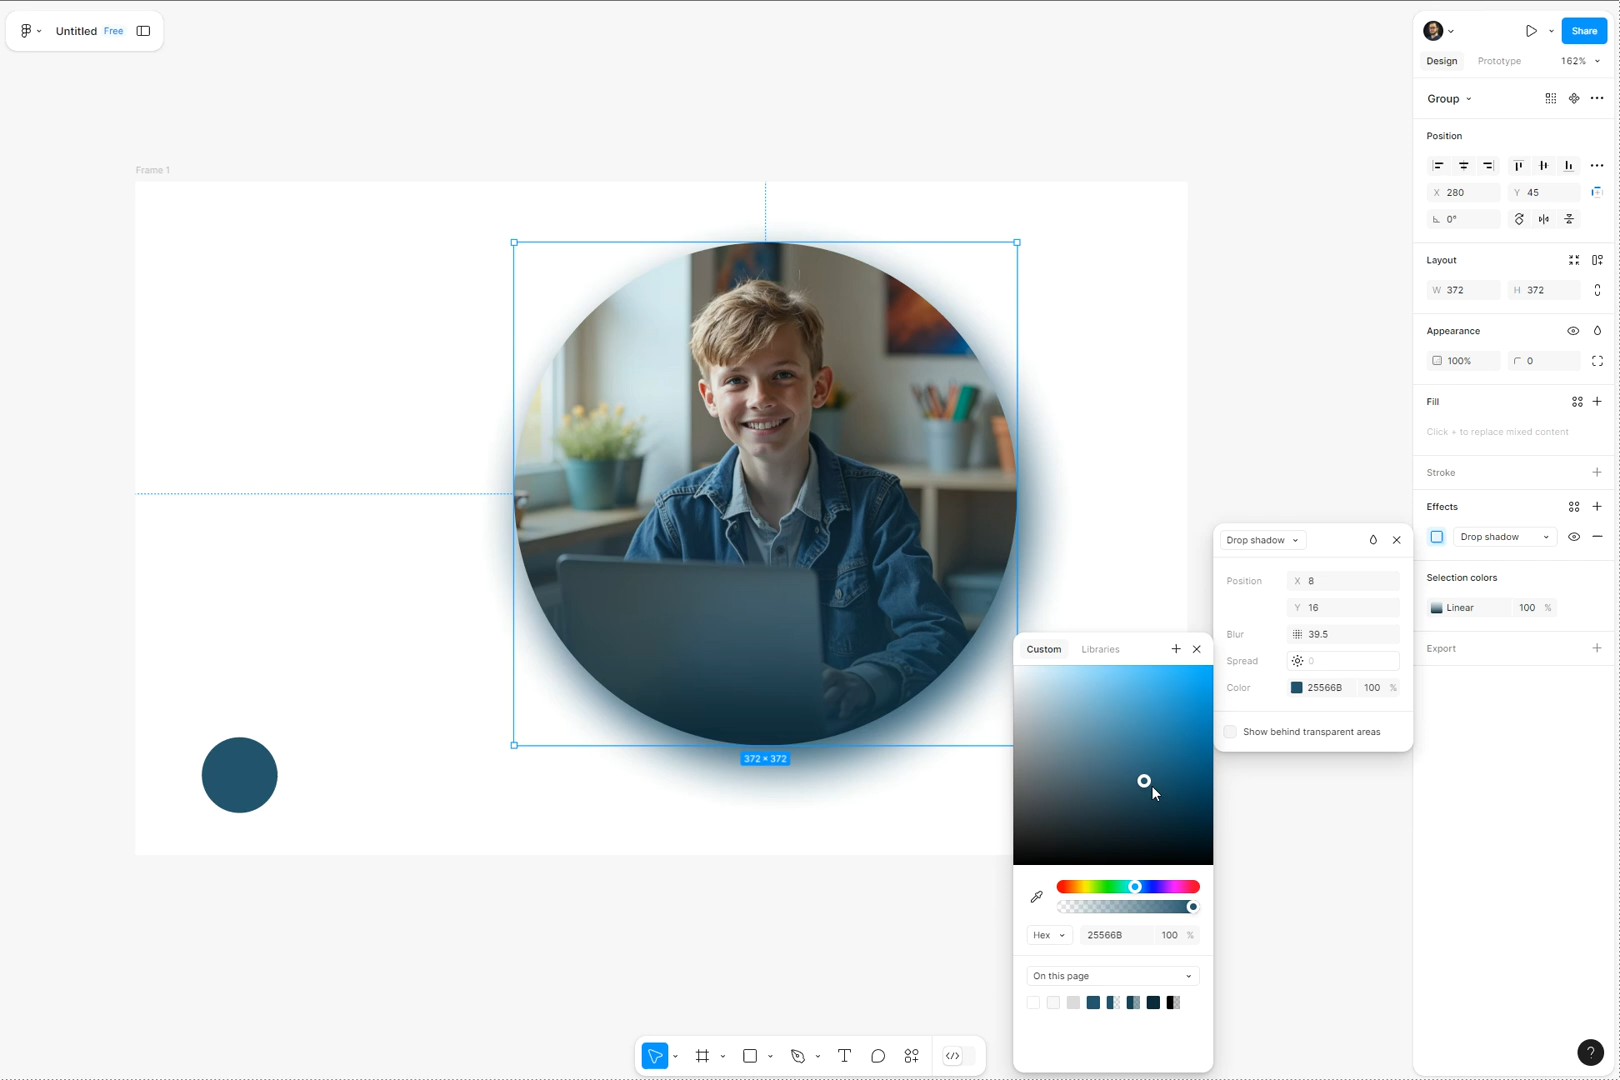 Untitled Free
Share
Design Prototype 162%
Group
Position
X 280 Y 45
0°
Layout
W 372 H 372
Appearance
100% 0
Fill
Click + to replace mixed content
Stroke
Effects
Drop shadow
Selection colors
Linear 100 %
Export
Frame 1
372 × 372
Drop shadow
Position X 8
Y 16
Blur 39.5
Spread 0
Color 25566B 100 %
Show behind transparent areas
Custom Libraries
Hex 25566B 100 %
On this page
?